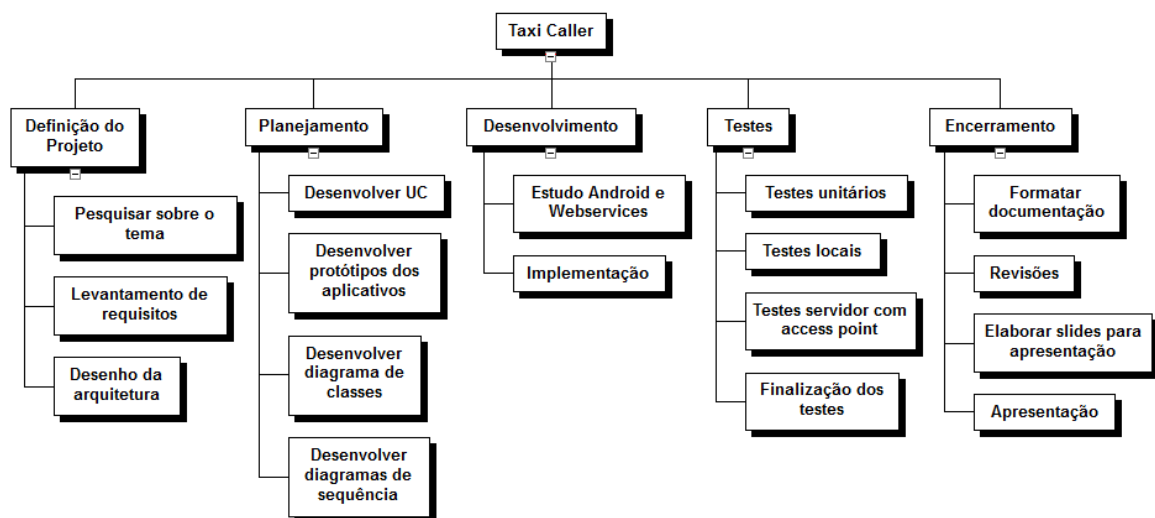 Taxi Caller
Definição do
Projeto
Pesquisar sobre o
tema
Levantamento de
requisitos
Desenho da
arquitetura
Planejamento
Desenvolver UC
Desenvolver
protótipos dos
aplicativos
Desenvolver
diagrama de
classes
Desenvolver
diagramas de
sequência
Desenvolvimento
Estudo Android e
Webservices
Implementação
Testes
Testes unitários
Testes locais
Testes servidor com
access point
Finalização dos
testes
Encerramento
Formatar
documentação
Revisões
Elaborar slides para
apresentação
Apresentação